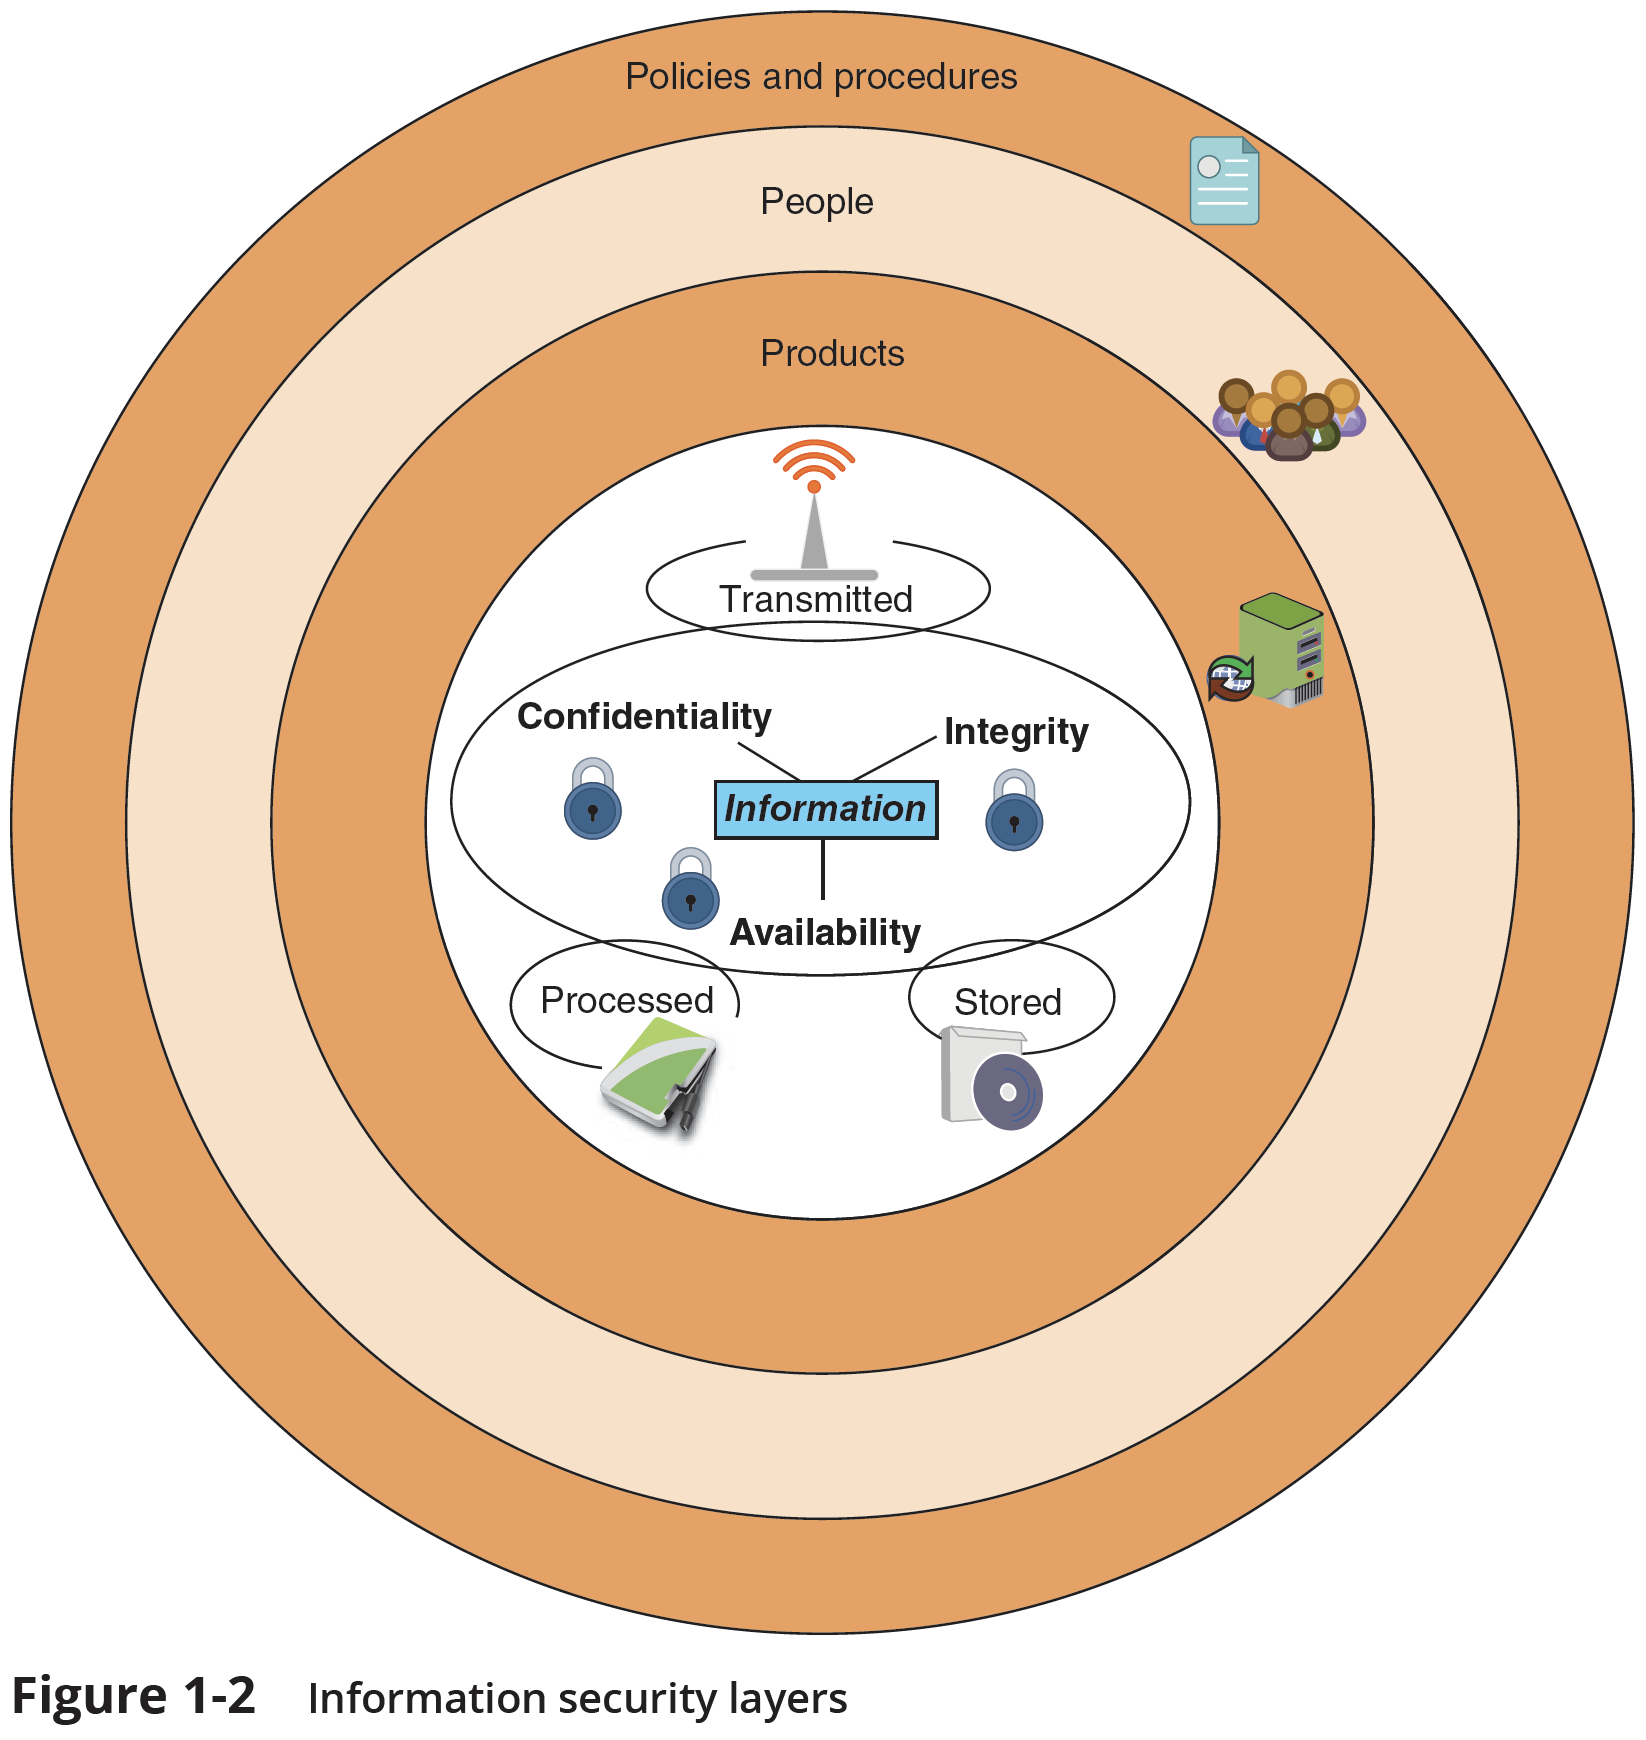 Policies and procedures
People
Products
Transmitted
Confidentiality
Integrity
Information
Availability
Processed
Stored
Figure 1-2 Information security layers